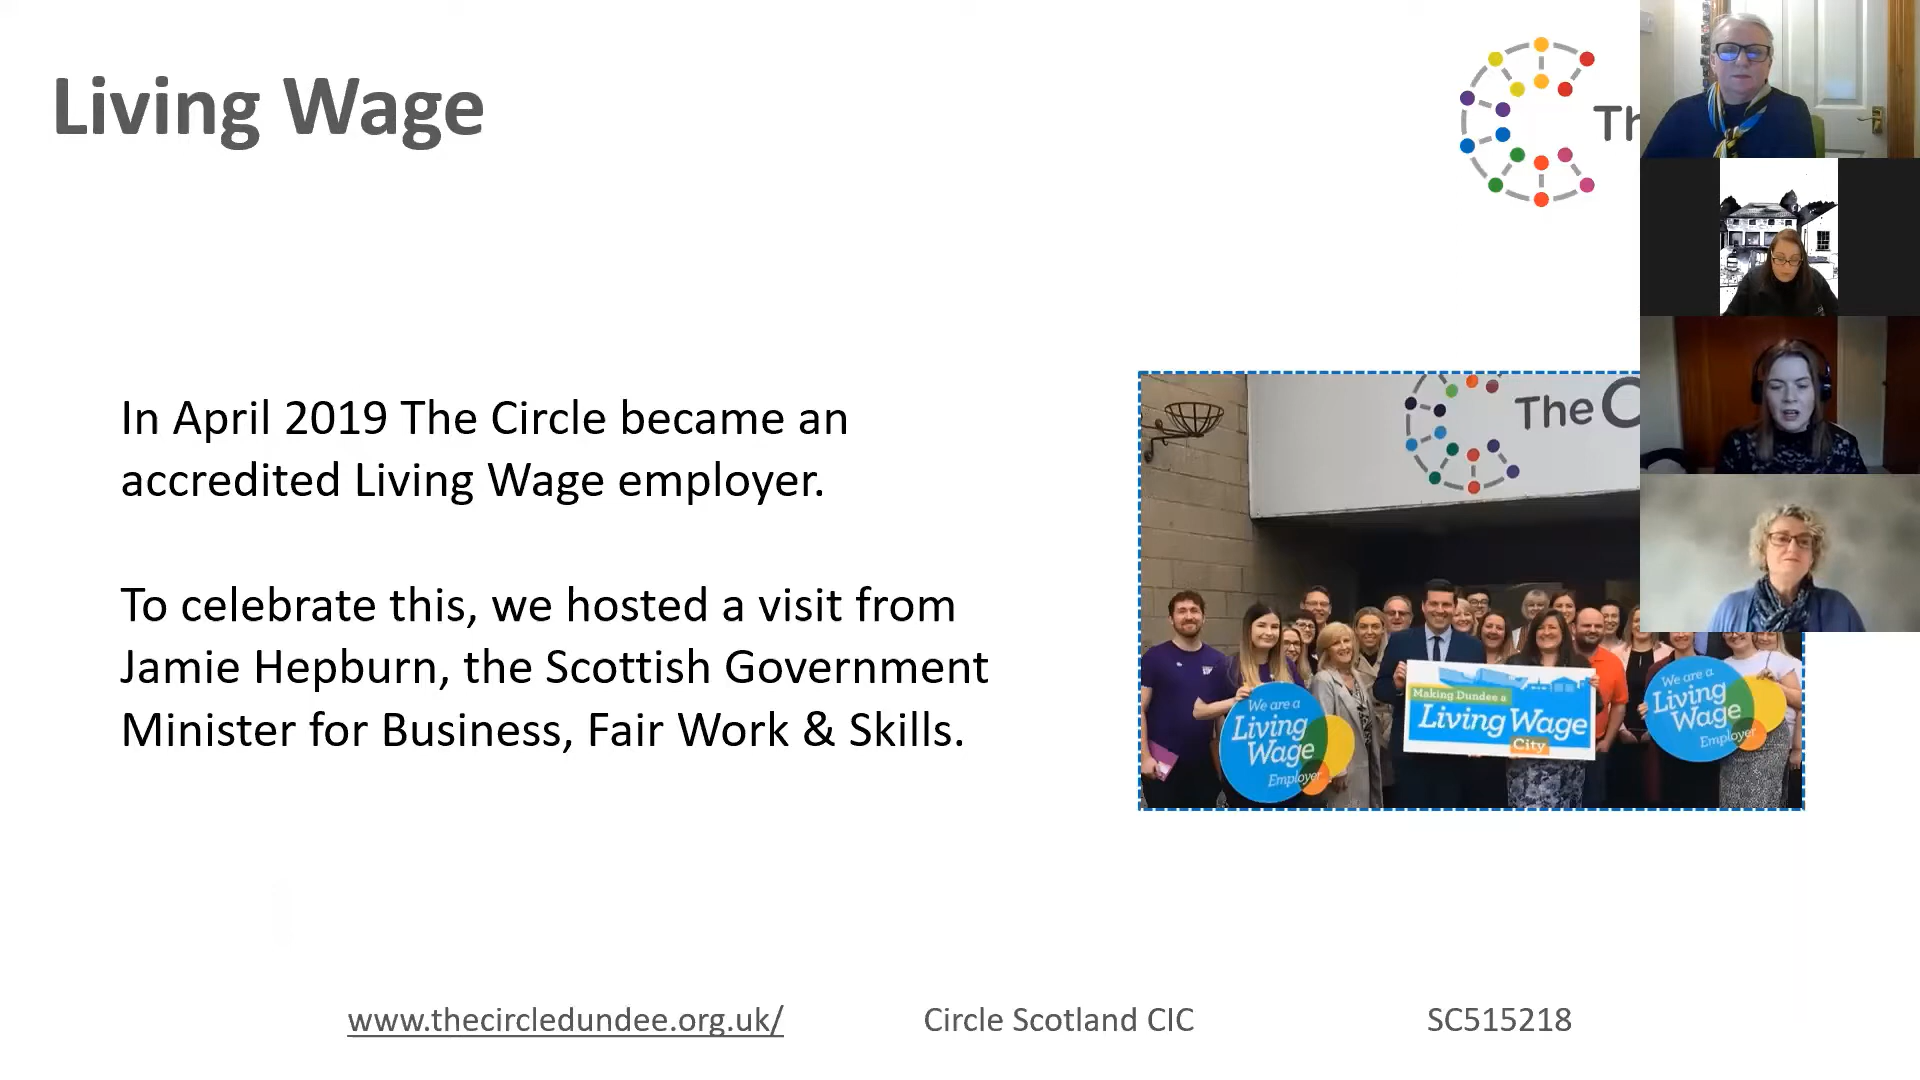 Living Wage
In April 2019 The Circle became an
accredited Living Wage employer.
To celebrate this, we hosted a visit from
Jamie Hepburn, the Scottish Government
Minister for Business, Fair Work & Skills.
The C
We are a
Living
Wage
Employer
Making Dundee a
Living Wage
City
We are a
Living
Wage
Employer
www.thecircledundee.org.uk/
Circle Scotland CIC
SC515218